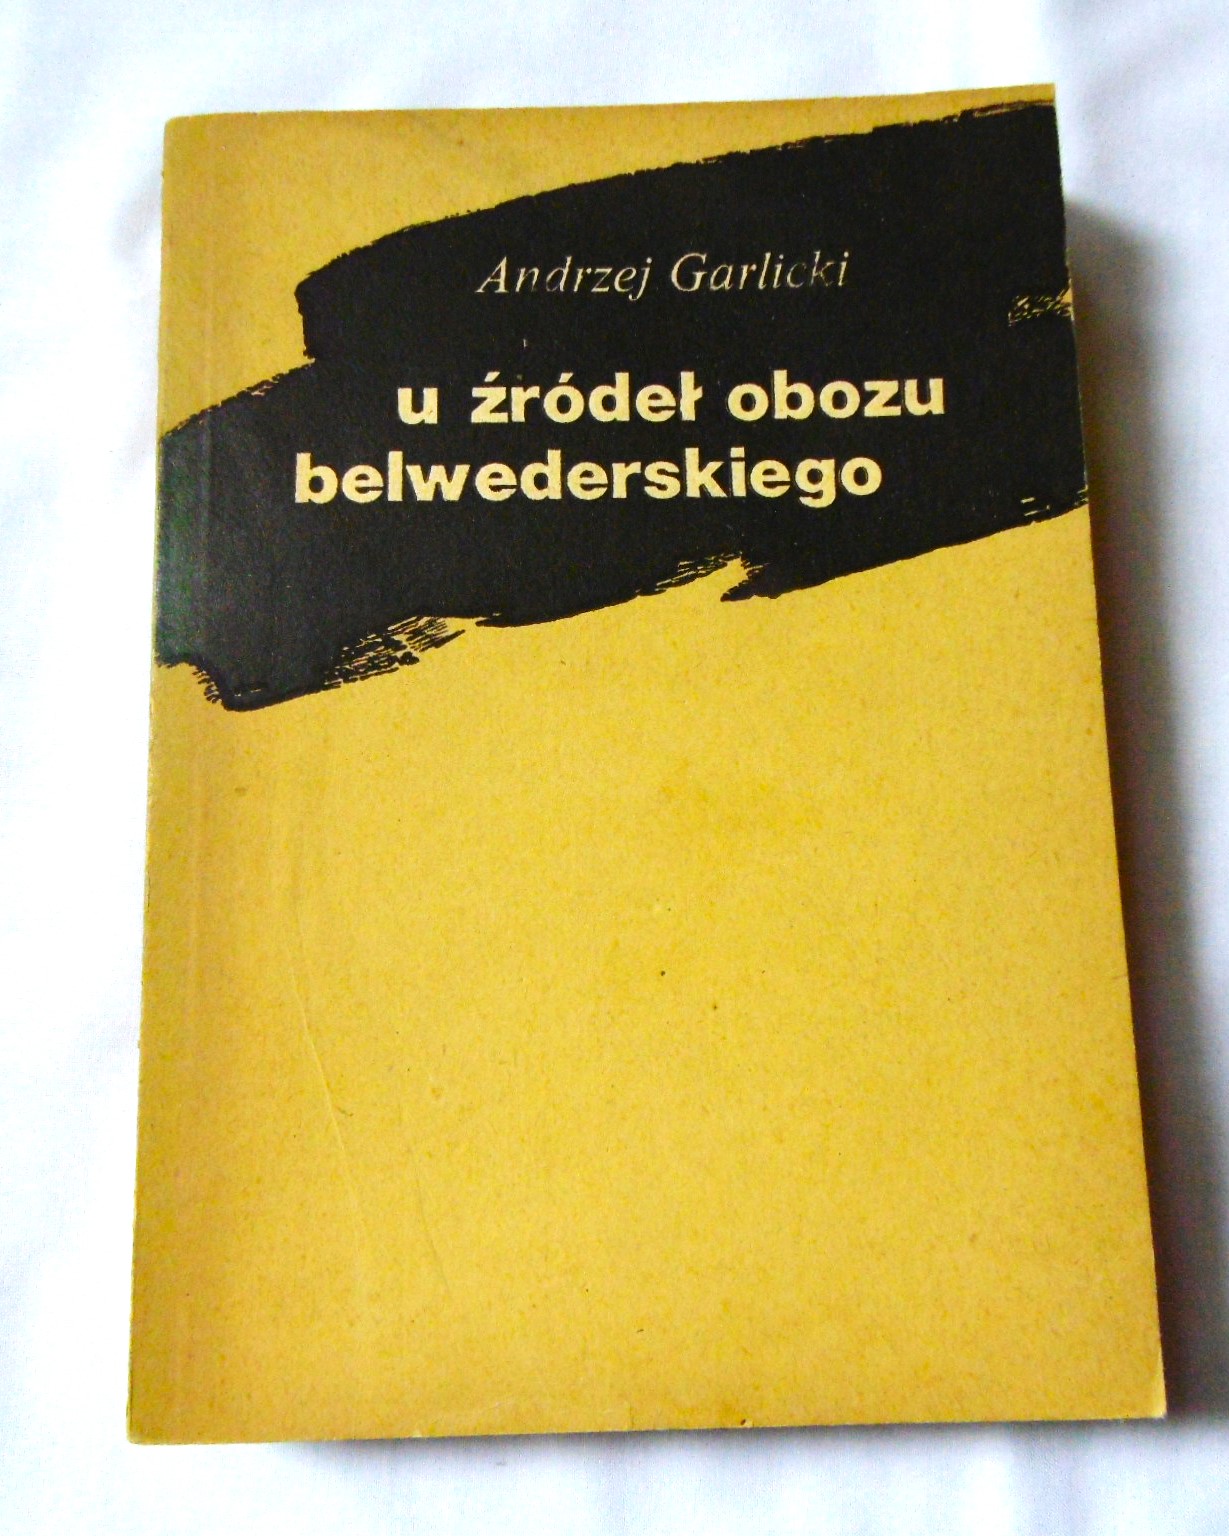 Andrzej Garlicki
u źródeł obozu
belwederskiego